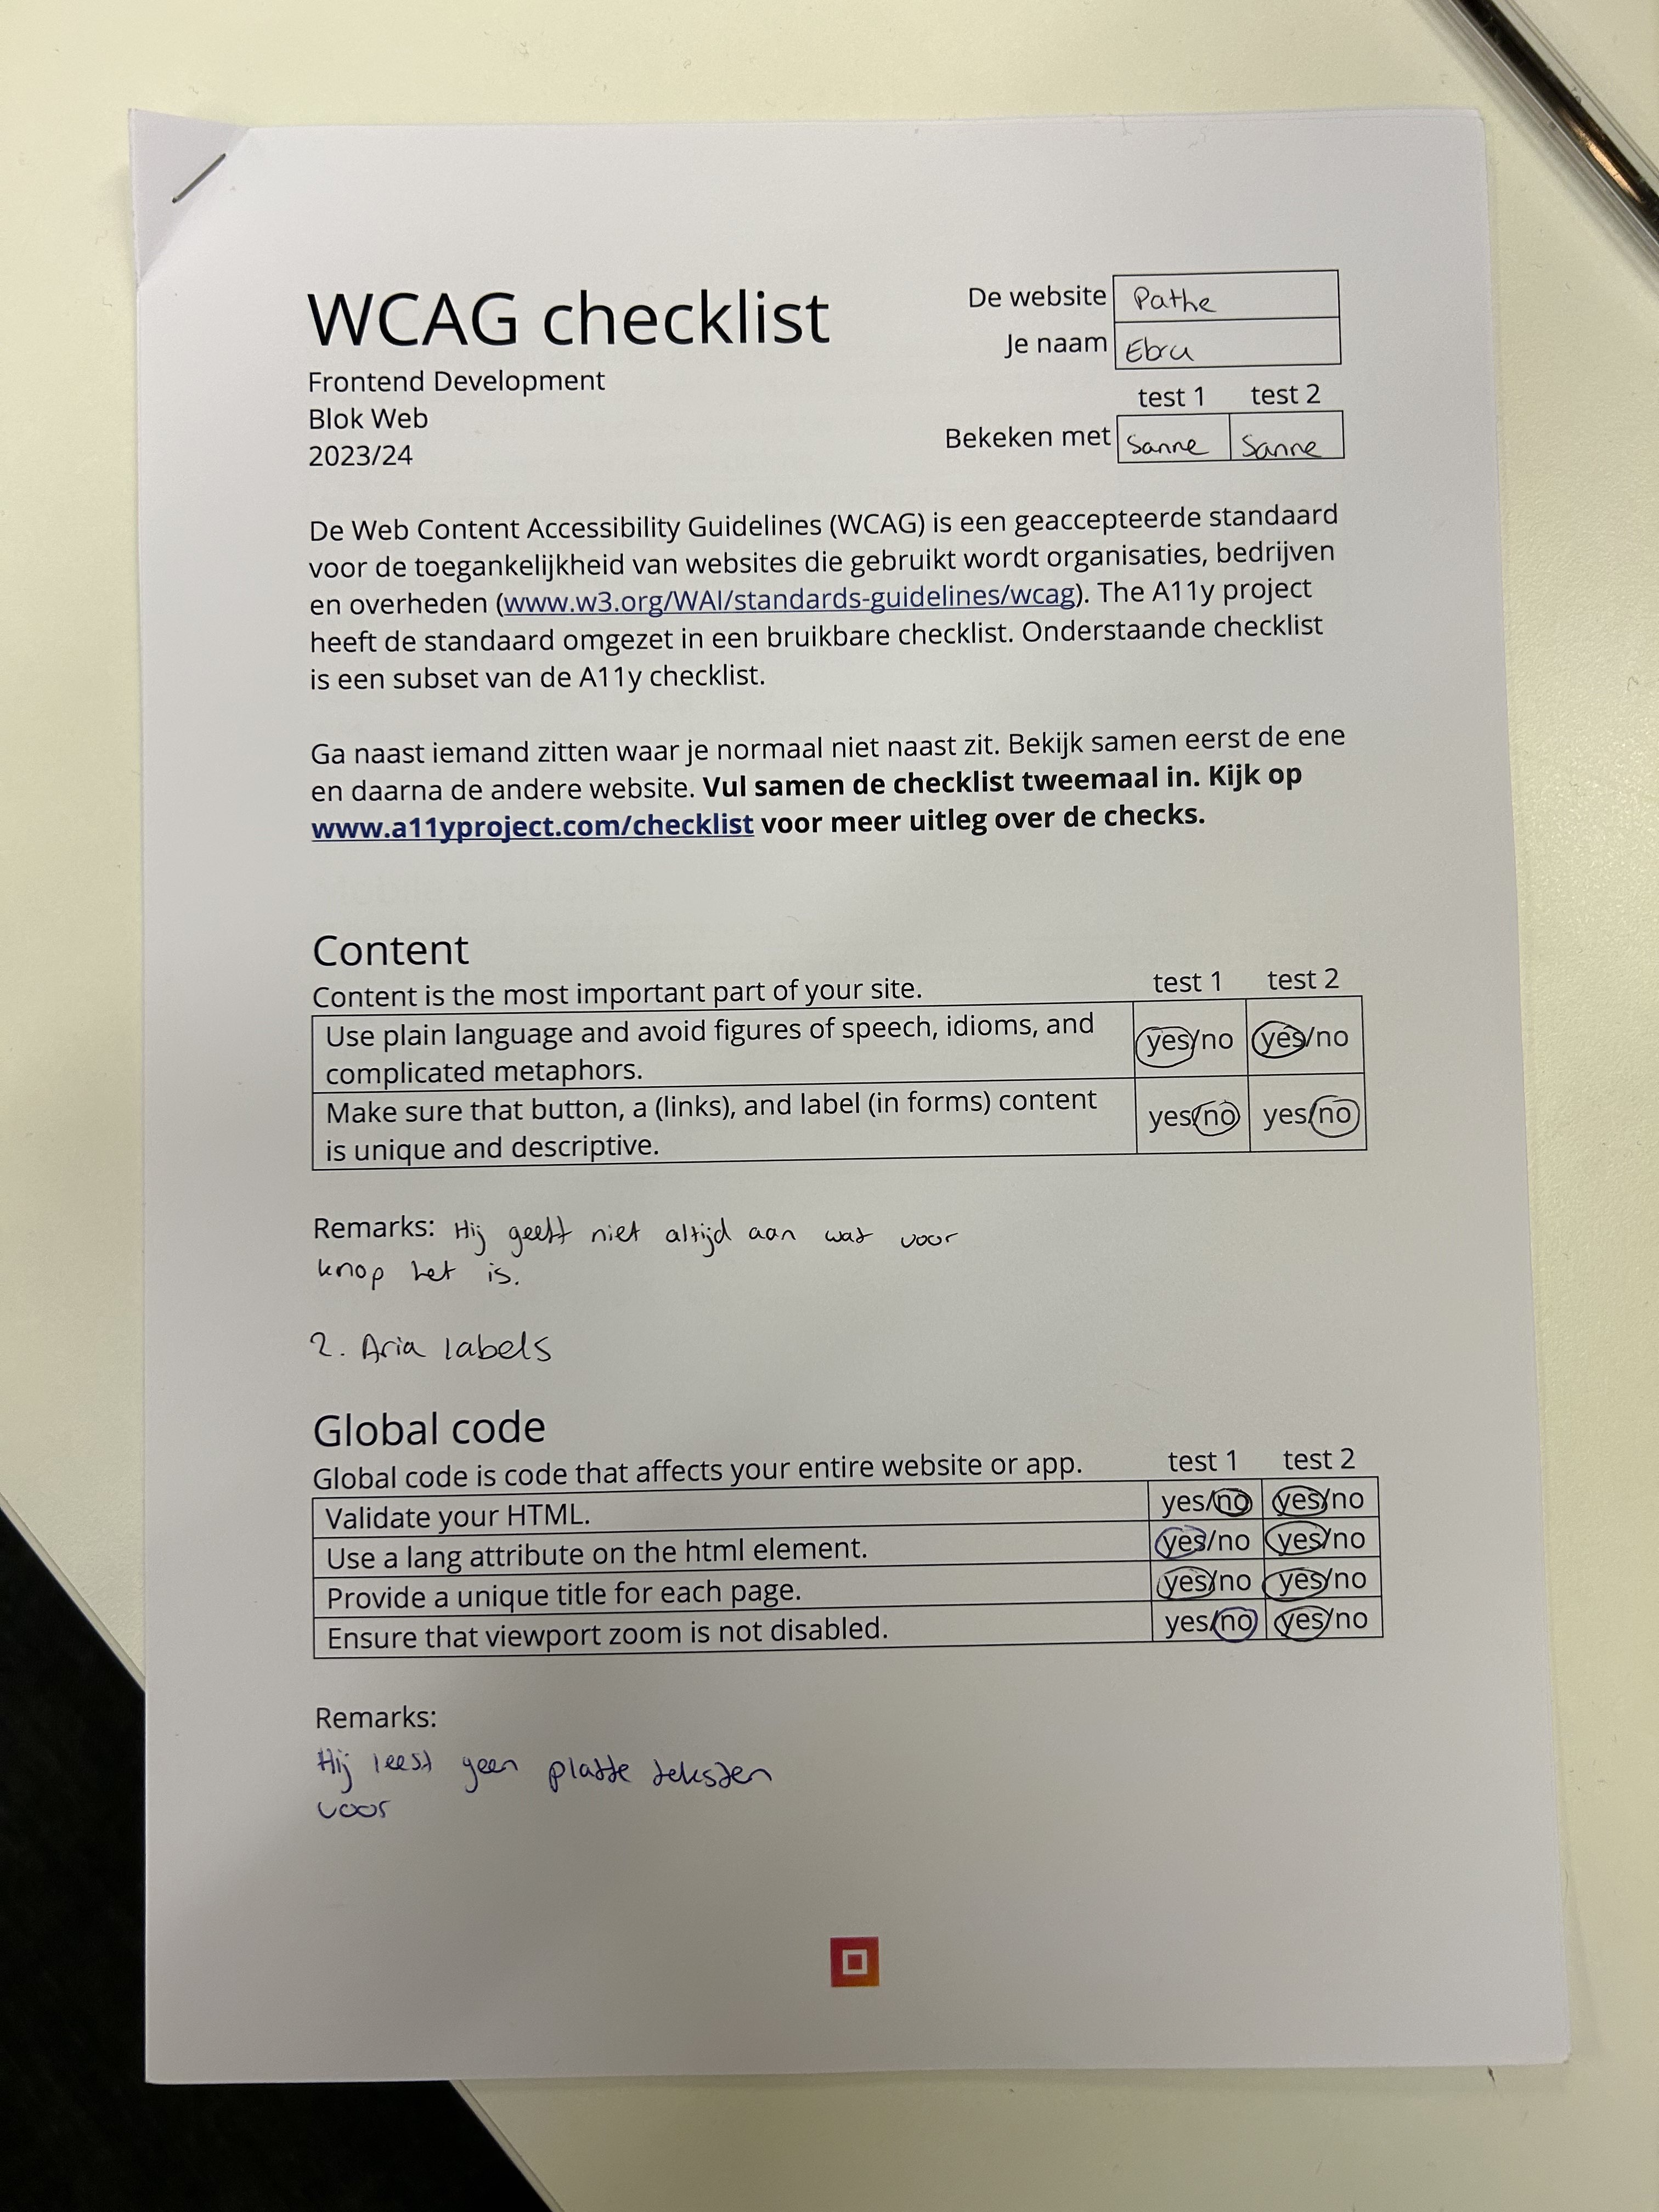 WCAG checklist
Frontend Development
Blok Web
2023/24
De website Pathe
Je naam Ebru
test 1 test 2
Bekeken met Sanne Sanne
De Web Content Accessibility Guidelines (WCAG) is een geaccepteerde standaard
voor de toegankelijkheid van websites die gebruikt wordt organisaties, bedrijven
en overheden (www.w3.org/WAI/standards-guidelines/wcag). The A11y project
heeft de standaard omgezet in een bruikbare checklist. Onderstaande checklist
is een subset van de A11y checklist.
Ga naast iemand zitten waar je normaal niet naast zit. Bekijk samen eerst de ene
en daarna de andere website. Vul samen de checklist tweemaal in. Kijk op
www.a11yproject.com/checklist voor meer uitleg over de checks.
Content
Content is the most important part of your site. test 1 test 2
Use plain language and avoid figures of speech, idioms, and
complicated metaphors. yes/no yes/no
Make sure that button, a (links), and label (in forms) content
is unique and descriptive. yes/no yes/no
Remarks: Hij geeft niet altijd aan wat voor
knop het is.
2. Aria labels
Global code
Global code is code that affects your entire website or app. test 1 test 2
Validate your HTML. yes/no yes/no
Use a lang attribute on the html element. yes/no yes/no
Provide a unique title for each page. yes/no yes/no
Ensure that viewport zoom is not disabled. yes/no yes/no
Remarks:
Hij leest geen platte teksten
voor